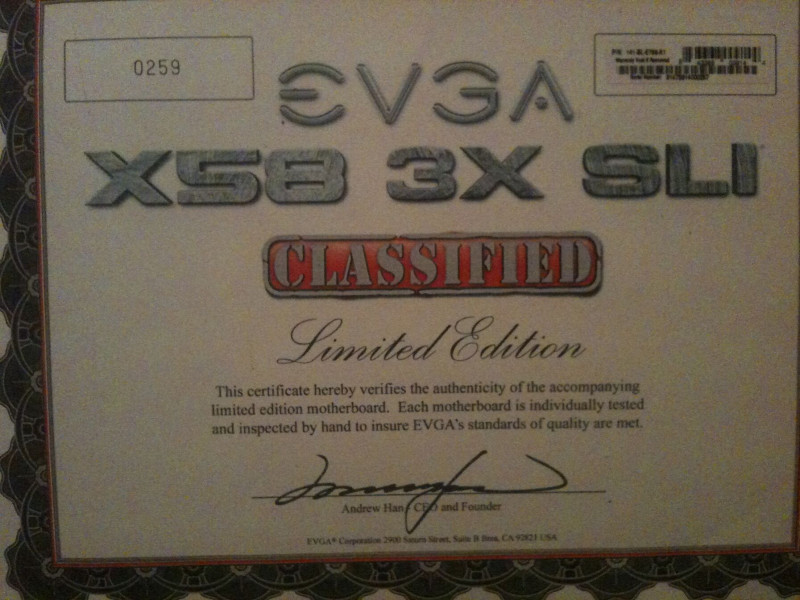 0259
P/N:
EVGA
X58 3X SLI
CLASSIFIED
Limited Edition
This certificate hereby verifies the authenticity of the accompanying
limited edition motherboard. Each motherboard is individually tested
and inspected by hand to insure EVGA's standards of quality are met.
Andrew Han / CEO and Founder
EVGA® Corporation 2900 Saturn Street, Suite B Brea, CA 92821 USA